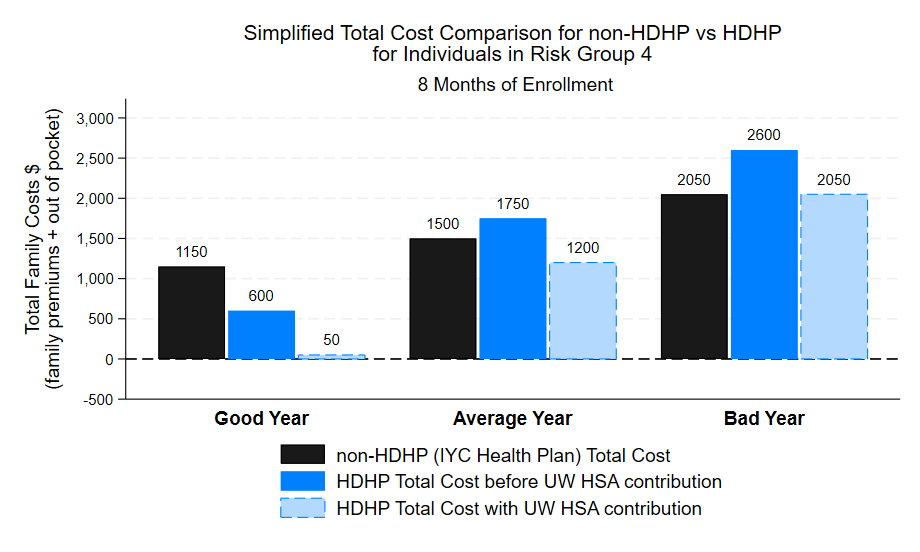 Simplified Total Cost Comparison for non-HDHP vs HDHP
for Individuals in Risk Group 4
8 Months of Enrollment
Total Family Costs $
(family premiums + out of pocket)
3,000
2,500
2,000
1,500
1,000
500
0
-500
1150
600
50
1500
1750
1200
2050
2600
2050
Good Year
Average Year
Bad Year
non-HDHP (IYC Health Plan) Total Cost
HDHP Total Cost before UW HSA contribution
HDHP Total Cost with UW HSA contribution